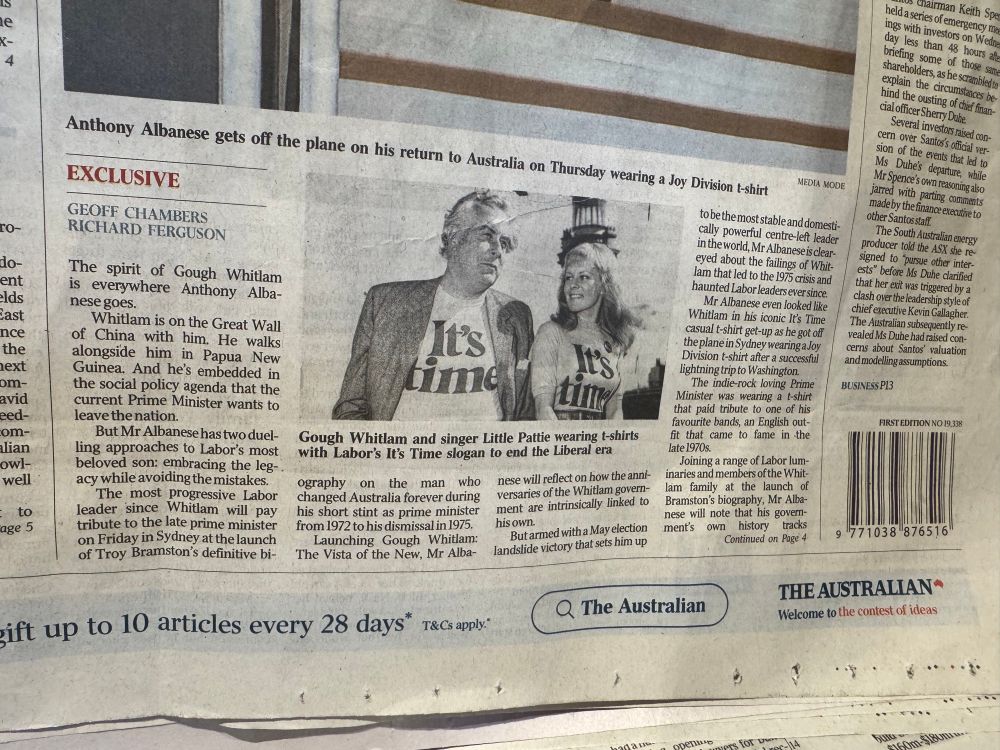 Anthony Albanese gets off the plane on his return to Australia on Thursday wearing a Joy Division t-shirt
MEDIA MODE
EXCLUSIVE
GEOFF CHAMBERS
RICHARD FERGUSON
The spirit of Gough Whitlam
is everywhere Anthony Alba-
nese goes.
Whitlam is on the Great Wall
of China with him. He walks
alongside him in Papua New
Guinea. And he's embedded in
the social policy agenda that the
current Prime Minister wants to
leave the nation.
But Mr Albanese has two duel-
ling approaches to Labor's most
beloved son: embracing the leg-
acy while avoiding the mistakes.
The most progressive Labor
leader since Whitlam will pay
tribute to the late prime minister
on Friday in Sydney at the launch
of Troy Bramston's definitive bi-
It's
time
It's
time
Gough Whitlam and singer Little Pattie wearing t-shirts
with Labor's It's Time slogan to end the Liberal era
ography on the man who
changed Australia forever during
his short stint as prime minister
from 1972 to his dismissal in 1975.
Launching Gough Whitlam:
The Vista of the New, Mr Alba-
nese will reflect on how the anni-
versaries of the Whitlam govern-
ment are intrinsically linked to
his own.
But armed with a May election
landslide victory that sets him up
to be the most stable and domesti-
cally powerful centre-left leader
in the world, Mr Albanese is clear-
eyed about the failings of Whit-
lam that led to the 1975 crisis and
haunted Labor leaders ever since.
Mr Albanese even looked like
Whitlam in his iconic It's Time
casual t-shirt get-up as he got off
the plane in Sydney wearing a Joy
Division t-shirt after a successful
lightning trip to Washington.
The indie-rock loving Prime
Minister was wearing a t-shirt
that paid tribute to one of his
favourite bands, an English out-
fit that came to fame in the
late 1970s.
Joining a range of Labor lum-
inaries and members of the Whit-
lam family at the launch of
Bramston's biography, Mr Alba-
nese will note that his govern-
ment's own history tracks
Continued on Page 4
chairman Keith
held a series of emergency
ings with investors on
day less than 48 hours
briefing some of those
shareholders, as he scrambled to
explain the circumstances be-
hind the ousting of chief finan-
cial officer Sherry Duhe.
Several investors raised con-
cern over Santos's official ver-
sion of the events that led to
Ms Duhe's departure, while
Mr Spence's own reasoning also
jarred with parting comments
made by the finance executive to
other Santos staff.
The South Australian energy
producer told the ASX she re-
signed to "pursue other inter-
ests" before Ms Duhe clarified
that her exit was triggered by a
clash over the leadership style of
chief executive Kevin Gallagher.
The Australian subsequently re-
vealed Ms Duhe had raised con-
cerns about Santos' valuation
and modelling assumptions.
BUSINESS P13
FIRST EDITION NO 19,338
9 771038 876516
gift up to 10 articles every 28 days* T&Cs apply.*
The Australian
THE AUSTRALIAN
Welcome to the contest of ideas